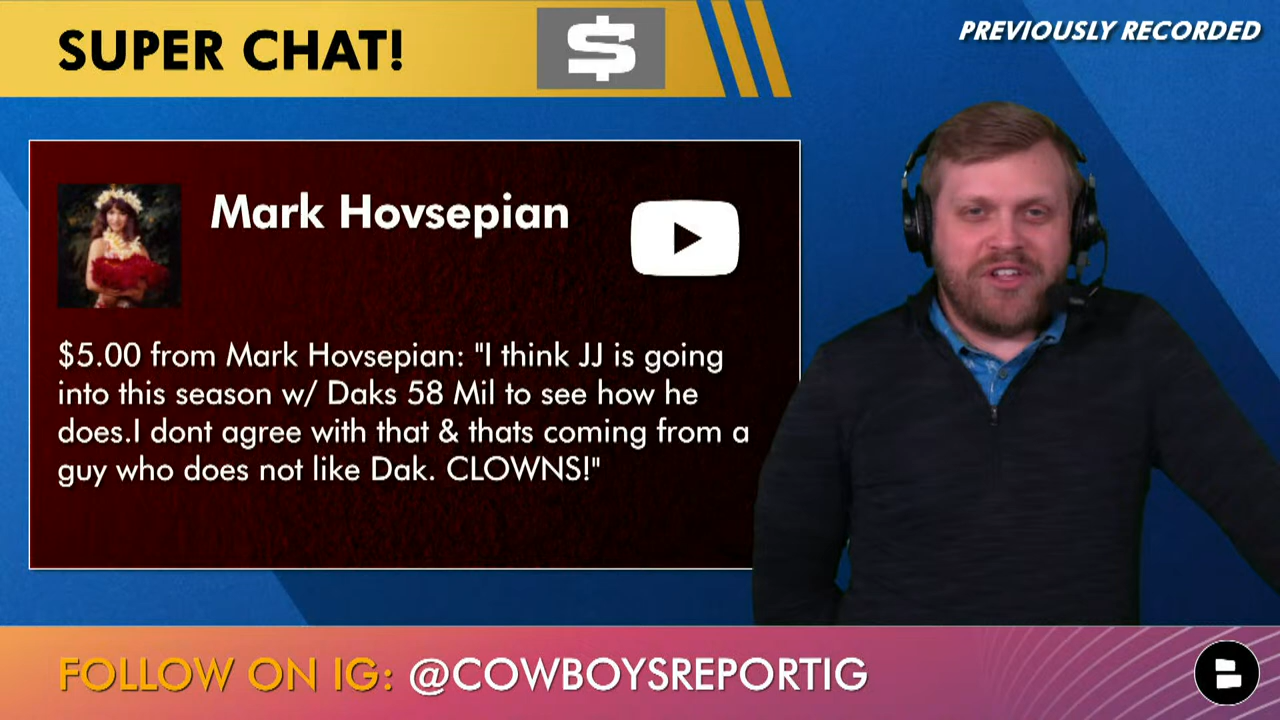 SUPER CHAT!
$
PREVIOUSLY RECORDED
Mark Hovsepian
$5.00 from Mark Hovsepian: "I think JJ is going
into this season w/ Daks 58 Mil to see how he
does.I dont agree with that & thats coming from a
guy who does not like Dak. CLOWNS!"
FOLLOW ON IG: @COWBOYSREPORTIG